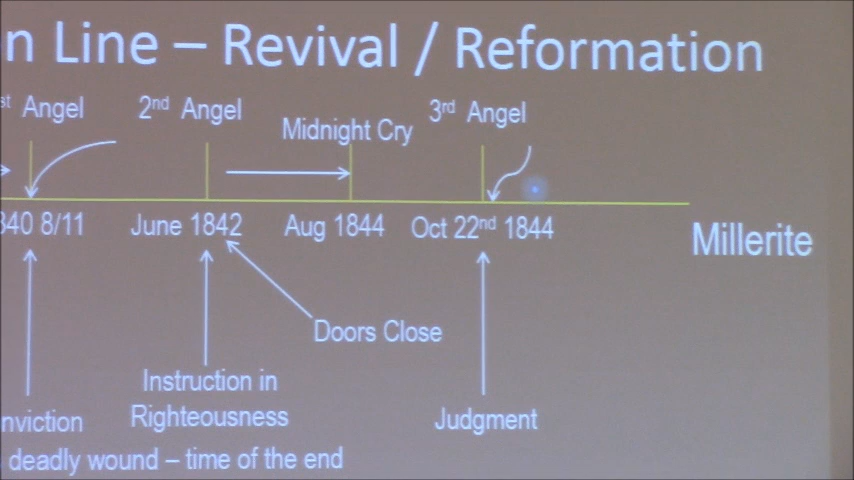 n Line – Revival / Reformation
st Angel 2nd Angel 3rd Angel
Midnight Cry
840 8/11 June 1842 Aug 1844 Oct 22nd 1844
Millerite
Doors Close
Instruction in
Righteousness
nviction Judgment
deadly wound – time of the end